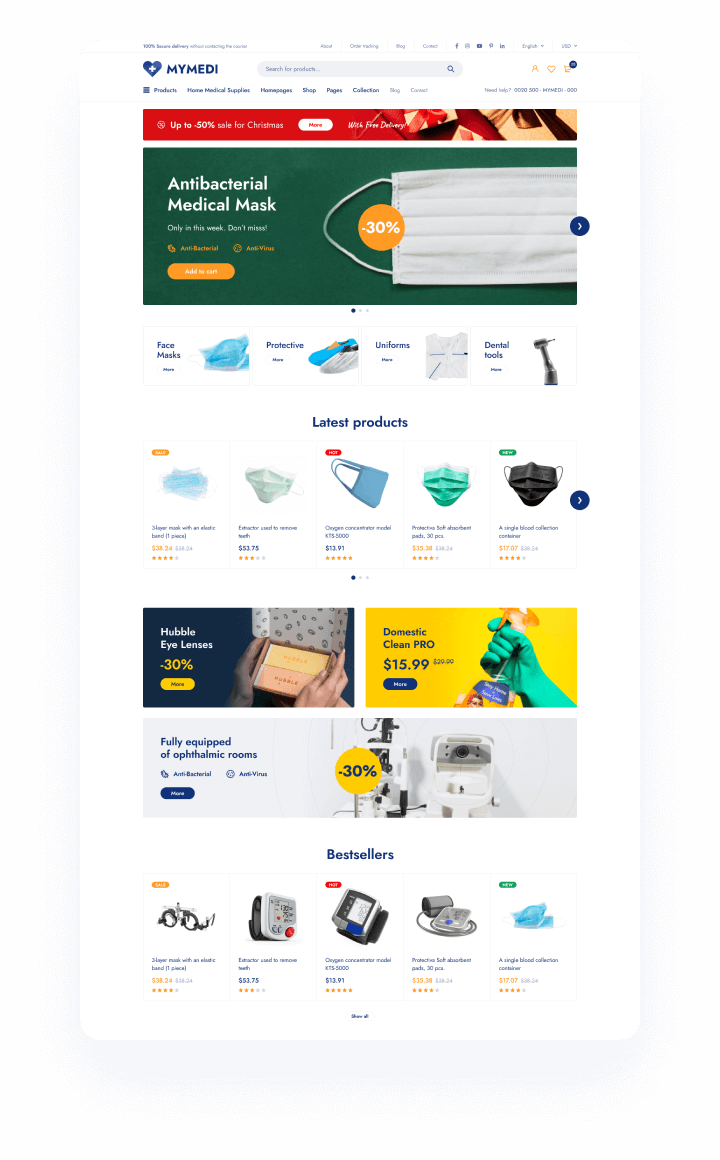 100% Secure delivery without contacting the courier
About
Order tracking
Blog
Contact
English
USD
MYMEDI
Search for products...
Products
Home Medical Supplies
Homepages
Shop
Pages
Collection
Blog
Contact
Need help? 0020 500 - MYMEDI - 000
Up to -50% sale for Christmas
More
With Free Delivery!
Antibacterial
Medical Mask
Only in this week. Don't misss!
Anti-Bacterial
Anti-Virus
Add to cart
-30%
Face
Masks
More
Protective
More
Uniforms
More
Dental
tools
More
Latest products
SALE
3-layer mask with an elastic
band (1 piece)
$38.24 $38.24
Extractor used to remove
teeth
$53.75
HOT
Oxygen concentrator model
KTS-5000
$13.91
Protective Soft absorbent
pads, 30 pcs.
$35.38 $38.24
NEW
A single blood collection
container
$17.07 $38.24
Hubble
Eye Lenses
-30%
More
HUBBLE
HUBBLE
Domestic
Clean PRO
$15.99 $29.99
More
Stay Home
Fully equipped
of ophthalmic rooms
Anti-Bacterial
Anti-Virus
More
-30%
Bestsellers
SALE
3-layer mask with an elastic
band (1 piece)
$38.24 $38.24
Extractor used to remove
teeth
$53.75
HOT
Oxygen concentrator model
KTS-5000
$13.91
Protective Soft absorbent
pads, 30 pcs.
$35.38 $38.24
NEW
A single blood collection
container
$17.07 $38.24
Show all